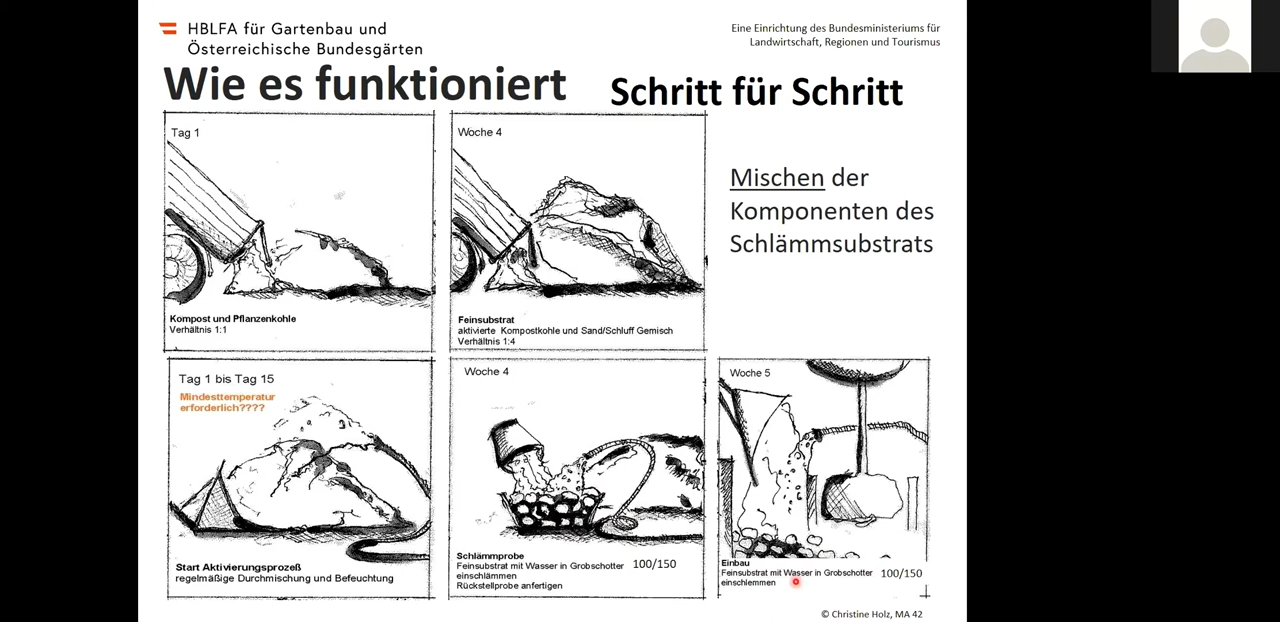 HBLFA für Gartenbau und
Österreichische Bundesgärten
Eine Einrichtung des Bundesministeriums für
Landwirtschaft, Regionen und Tourismus
Wie es funktioniert
Schritt für Schritt
Tag 1
Kompost und Pflanzenkohle
Verhältnis 1:1
Woche 4
Feinsubstrat
aktivierte Kompostkohle und Sand/Schluff Gemisch
Verhältnis 1:4
Mischen der
Komponenten des
Schlämmsubstrats
Tag 1 bis Tag 15
Mindesttemperatur
erforderlich????
Start Aktivierungsprozeß
regelmäßige Durchmischung und Befeuchtung
Woche 4
Schlämmprobe
Feinsubstrat mit Wasser in Grobschotter
einschlämmen
Rückstellprobe anfertigen
100/150
Woche 5
Einbau
Feinsubstrat mit Wasser in Grobschotter
einschlemmen
100/150
© Christine Holz, MA 42